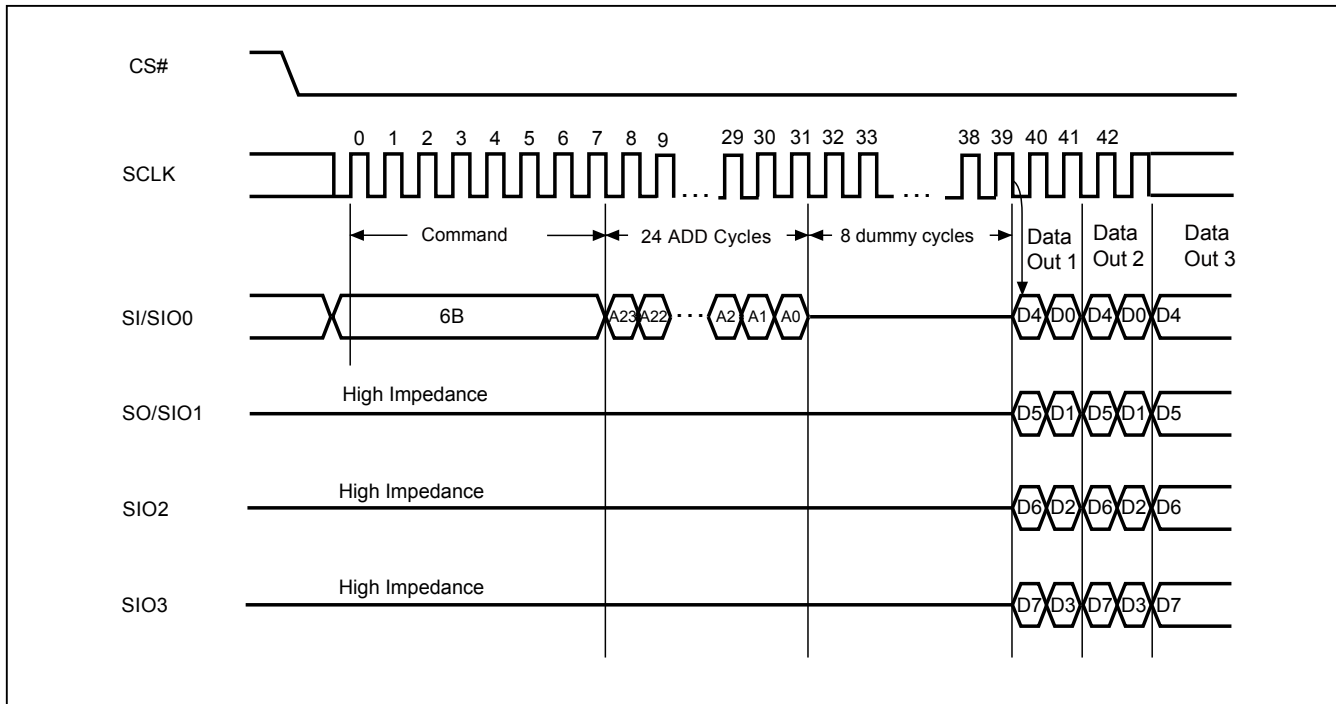 CS#
0 1 2 3 4 5 6 7 8 9 29 30 31 32 33 38 39 40 41 42
SCLK
... ...
Command 24 ADD Cycles 8 dummy cycles Data Out 1 Data Out 2 Data Out 3
SI/SIO0 6B A23 A22 ... A2 A1 A0 D4 D0 D4 D0 D4
High Impedance
SO/SIO1 D5 D1 D5 D1 D5
High Impedance
SIO2 D6 D2 D6 D2 D6
High Impedance
SIO3 D7 D3 D7 D3 D7